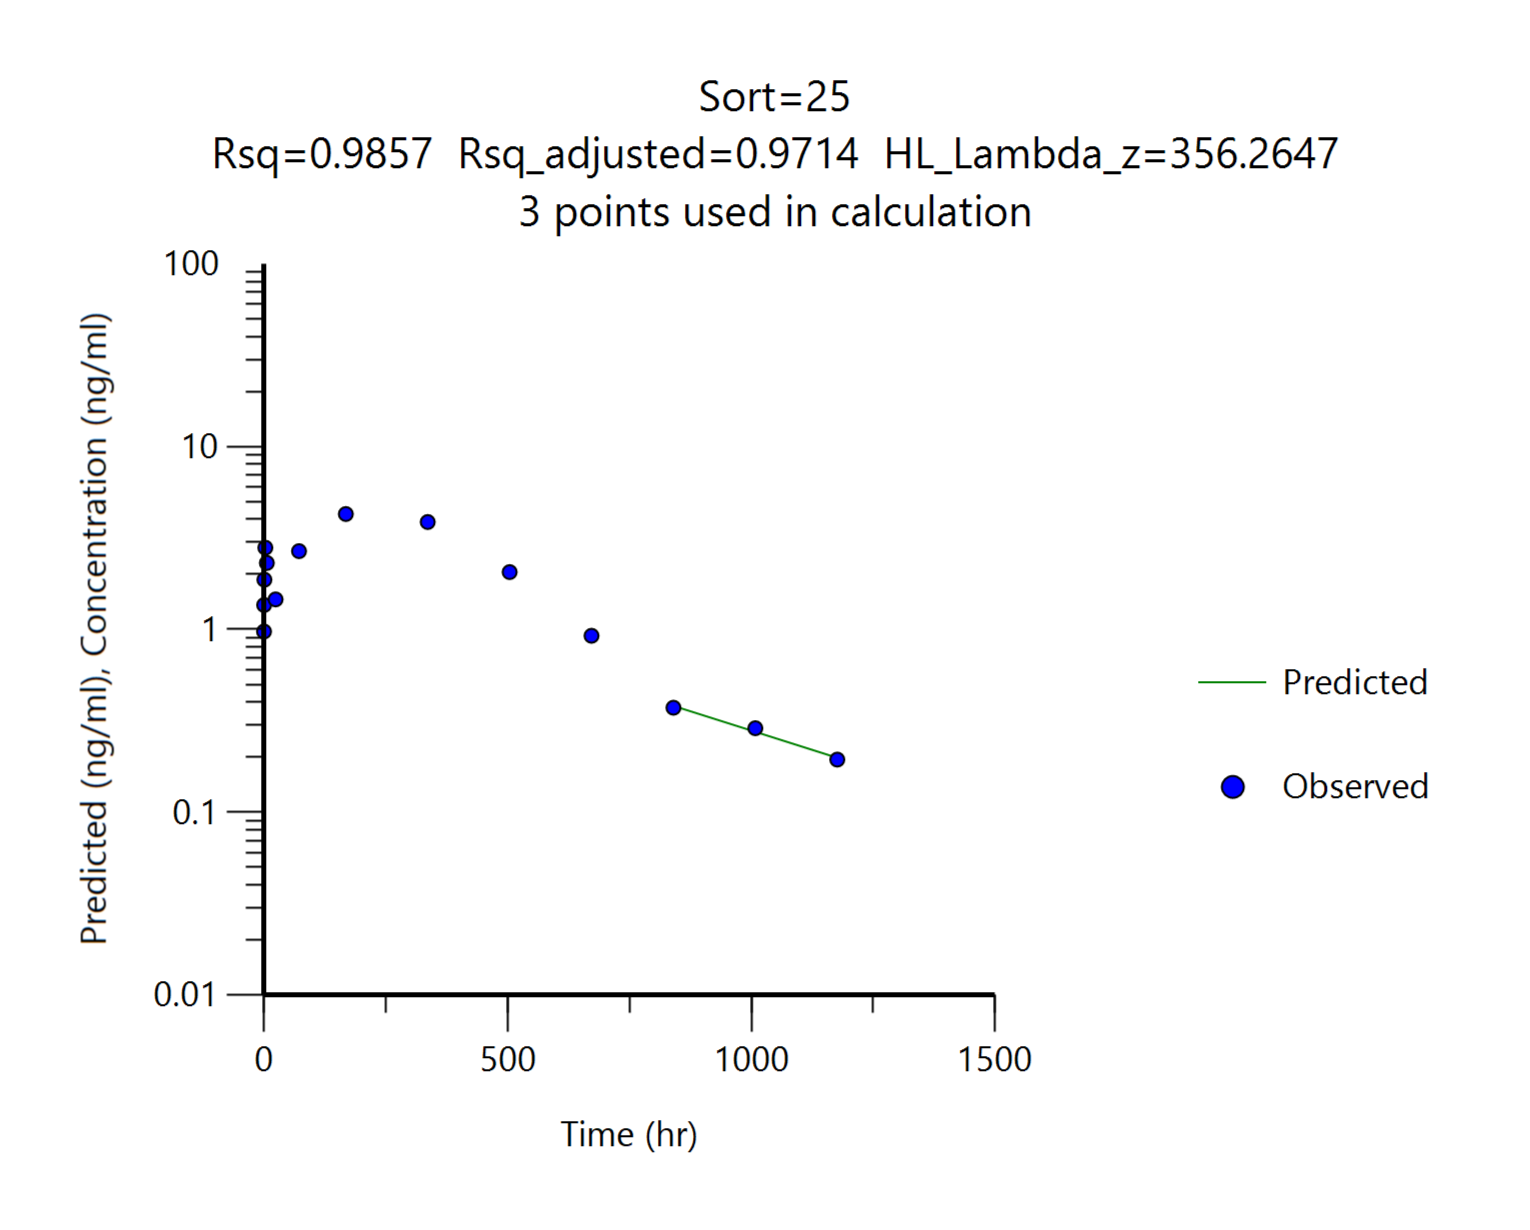 Sort=25
Rsq=0.9857 Rsq_adjusted=0.9714 HL_Lambda_z=356.2647
3 points used in calculation
Predicted (ng/ml), Concentration (ng/ml)
100
10
1
0.1
0.01
0 500 1000 1500
Time (hr)
Predicted
Observed